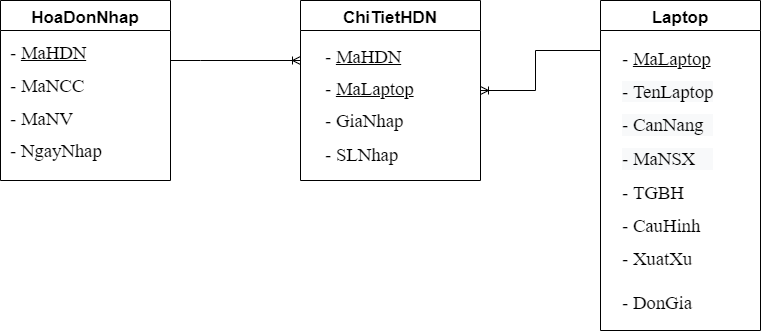 HoaDonNhap
- MaHDN
- MaNCC
- MaNV
- NgayNhap
ChiTietHDN
- MaHDN
- MaLaptop
- GiaNhap
- SLNhap
Laptop
- MaLaptop
- TenLaptop
- CanNang
- MaNSX
- TGBH
- CauHinh
- XuatXu
- DonGia